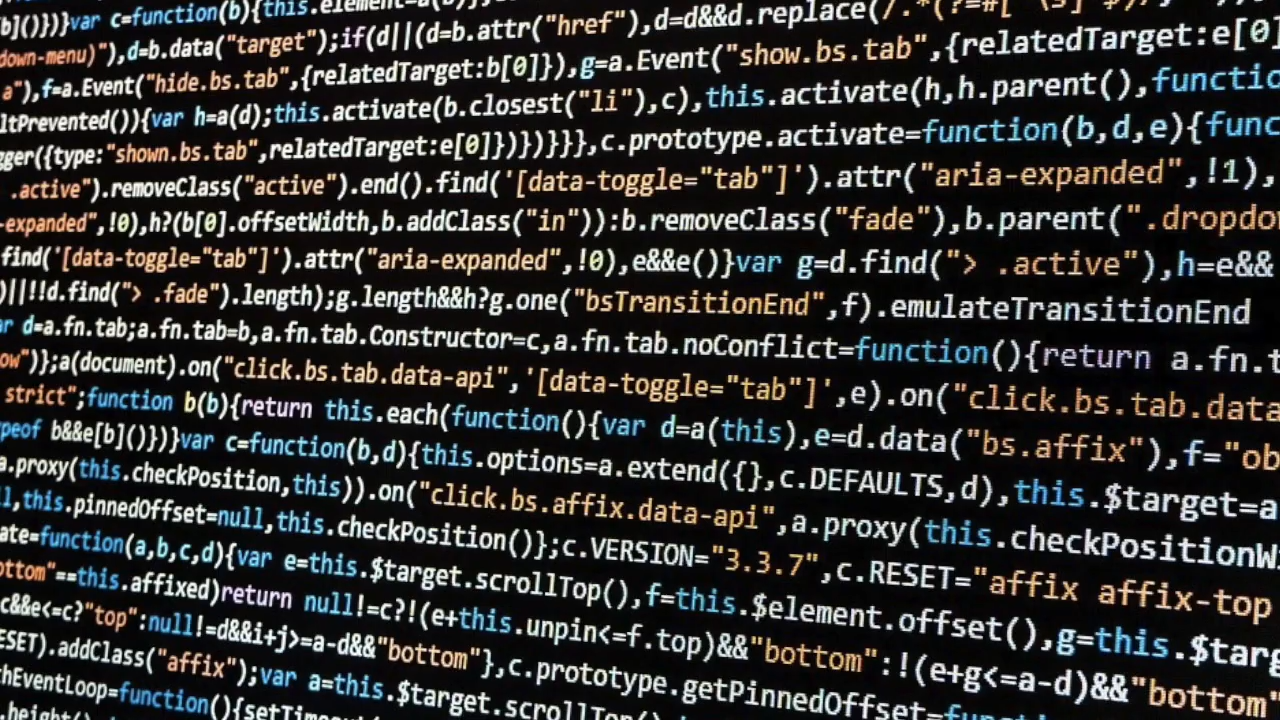 b]()})}var c=function(b){this.element=a(b)}
down-menu)"),d=b.data("target");if(d||(d=b.attr("href"),d=d&&d.replace(/.*(?=#[^\s]*$)/,
a"),f=a.Event("hide.bs.tab",{relatedTarget:b[0]}),g=a.Event("show.bs.tab",{relatedTarget:e[0]
ltPrevented()){var h=a(d);this.activate(b.closest("li"),c),this.activate(h,h.parent(),functio
gger({type:"shown.bs.tab",relatedTarget:e[0]})})}}},c.prototype.activate=function(b,d,e){func
.active").removeClass("active").end().find('[data-toggle="tab"]').attr("aria-expanded",!1),
-expanded",!0),h?(b[0].offsetWidth,b.addClass("in")):b.removeClass("fade"),b.parent(".dropdo
find('[data-toggle="tab"]').attr("aria-expanded",!0),e&&e()}var g=d.find("> .active"),h=e&&
)||!!d.find("> .fade").length);g.length&&h?g.one("bsTransitionEnd",f).emulateTransitionEnd
ar d=a.fn.tab;a.fn.tab=b,a.fn.tab.Constructor=c,a.fn.tab.noConflict=function(){return a.fn.t
ow")};a(document).on("click.bs.tab.data-api",'[data-toggle="tab"]',e).on("click.bs.tab.data
strict";function b(b){return this.each(function(){var d=a(this),e=d.data("bs.affix"),f="ob
ypeof b&&e[b]()})}var c=function(b,d){this.options=a.extend({},c.DEFAULTS,d),this.$target=a
a.proxy(this.checkPosition,this)).on("click.bs.affix.data-api",a.proxy(this.checkPositionWi
ll,this.pinnedOffset=null,this.checkPosition()};c.VERSION="3.3.7",c.RESET="affix affix-top
ate=function(a,b,c,d){var e=this.$target.scrollTop(),f=this.$element.offset(),g=this.$targ
ottom"==this.affixed)return null!=c?!(e+this.unpin<=f.top)&&"bottom":!(e+g<=a-d)&&"bottom"
c&&e<=c?"top":null!=d&&i+j>=a-d&&"bottom"},c.prototype.getPinnedOffset=func
ESET).addClass("affix");var a=this.$target.scrollTop()
hEventLoop=function(){setTimeout(
.height()